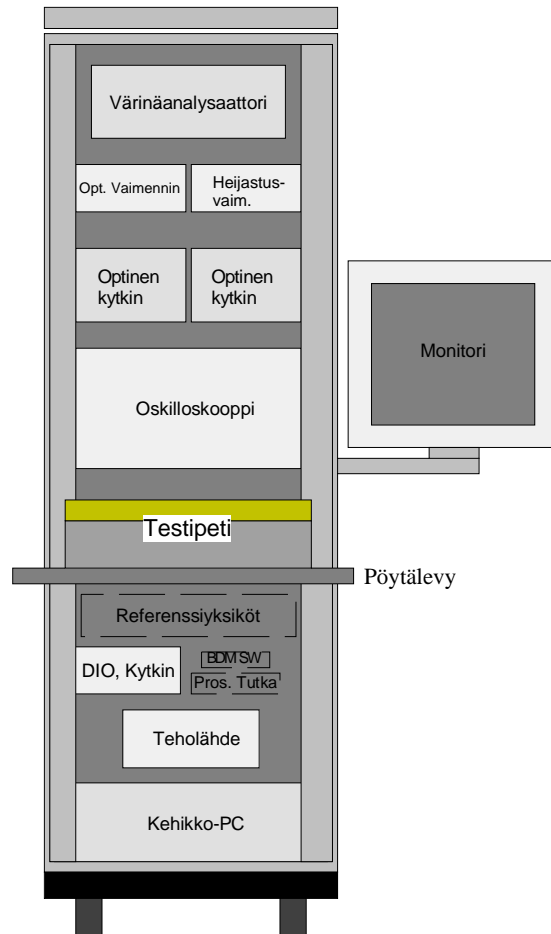 Värinäanalysaattori
Opt. Vaimennin
Heijastus-
vaim.
Optinen
kytkin
Optinen
kytkin
Monitori
Oskilloskooppi
Testipeti
Pöytälevy
Referenssiyksiköt
BDM SW
DIO, Kytkin
Pros. Tutka
Teholähde
Kehikko-PC